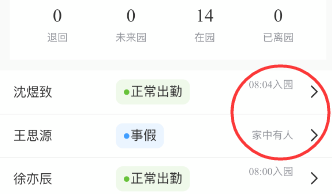 0 0 14 0
退回 未来园 在园 已离园
沈煜致 正常出勤 08:04入园
王思源 事假 家中有人
徐亦辰 正常出勤 08:00入园